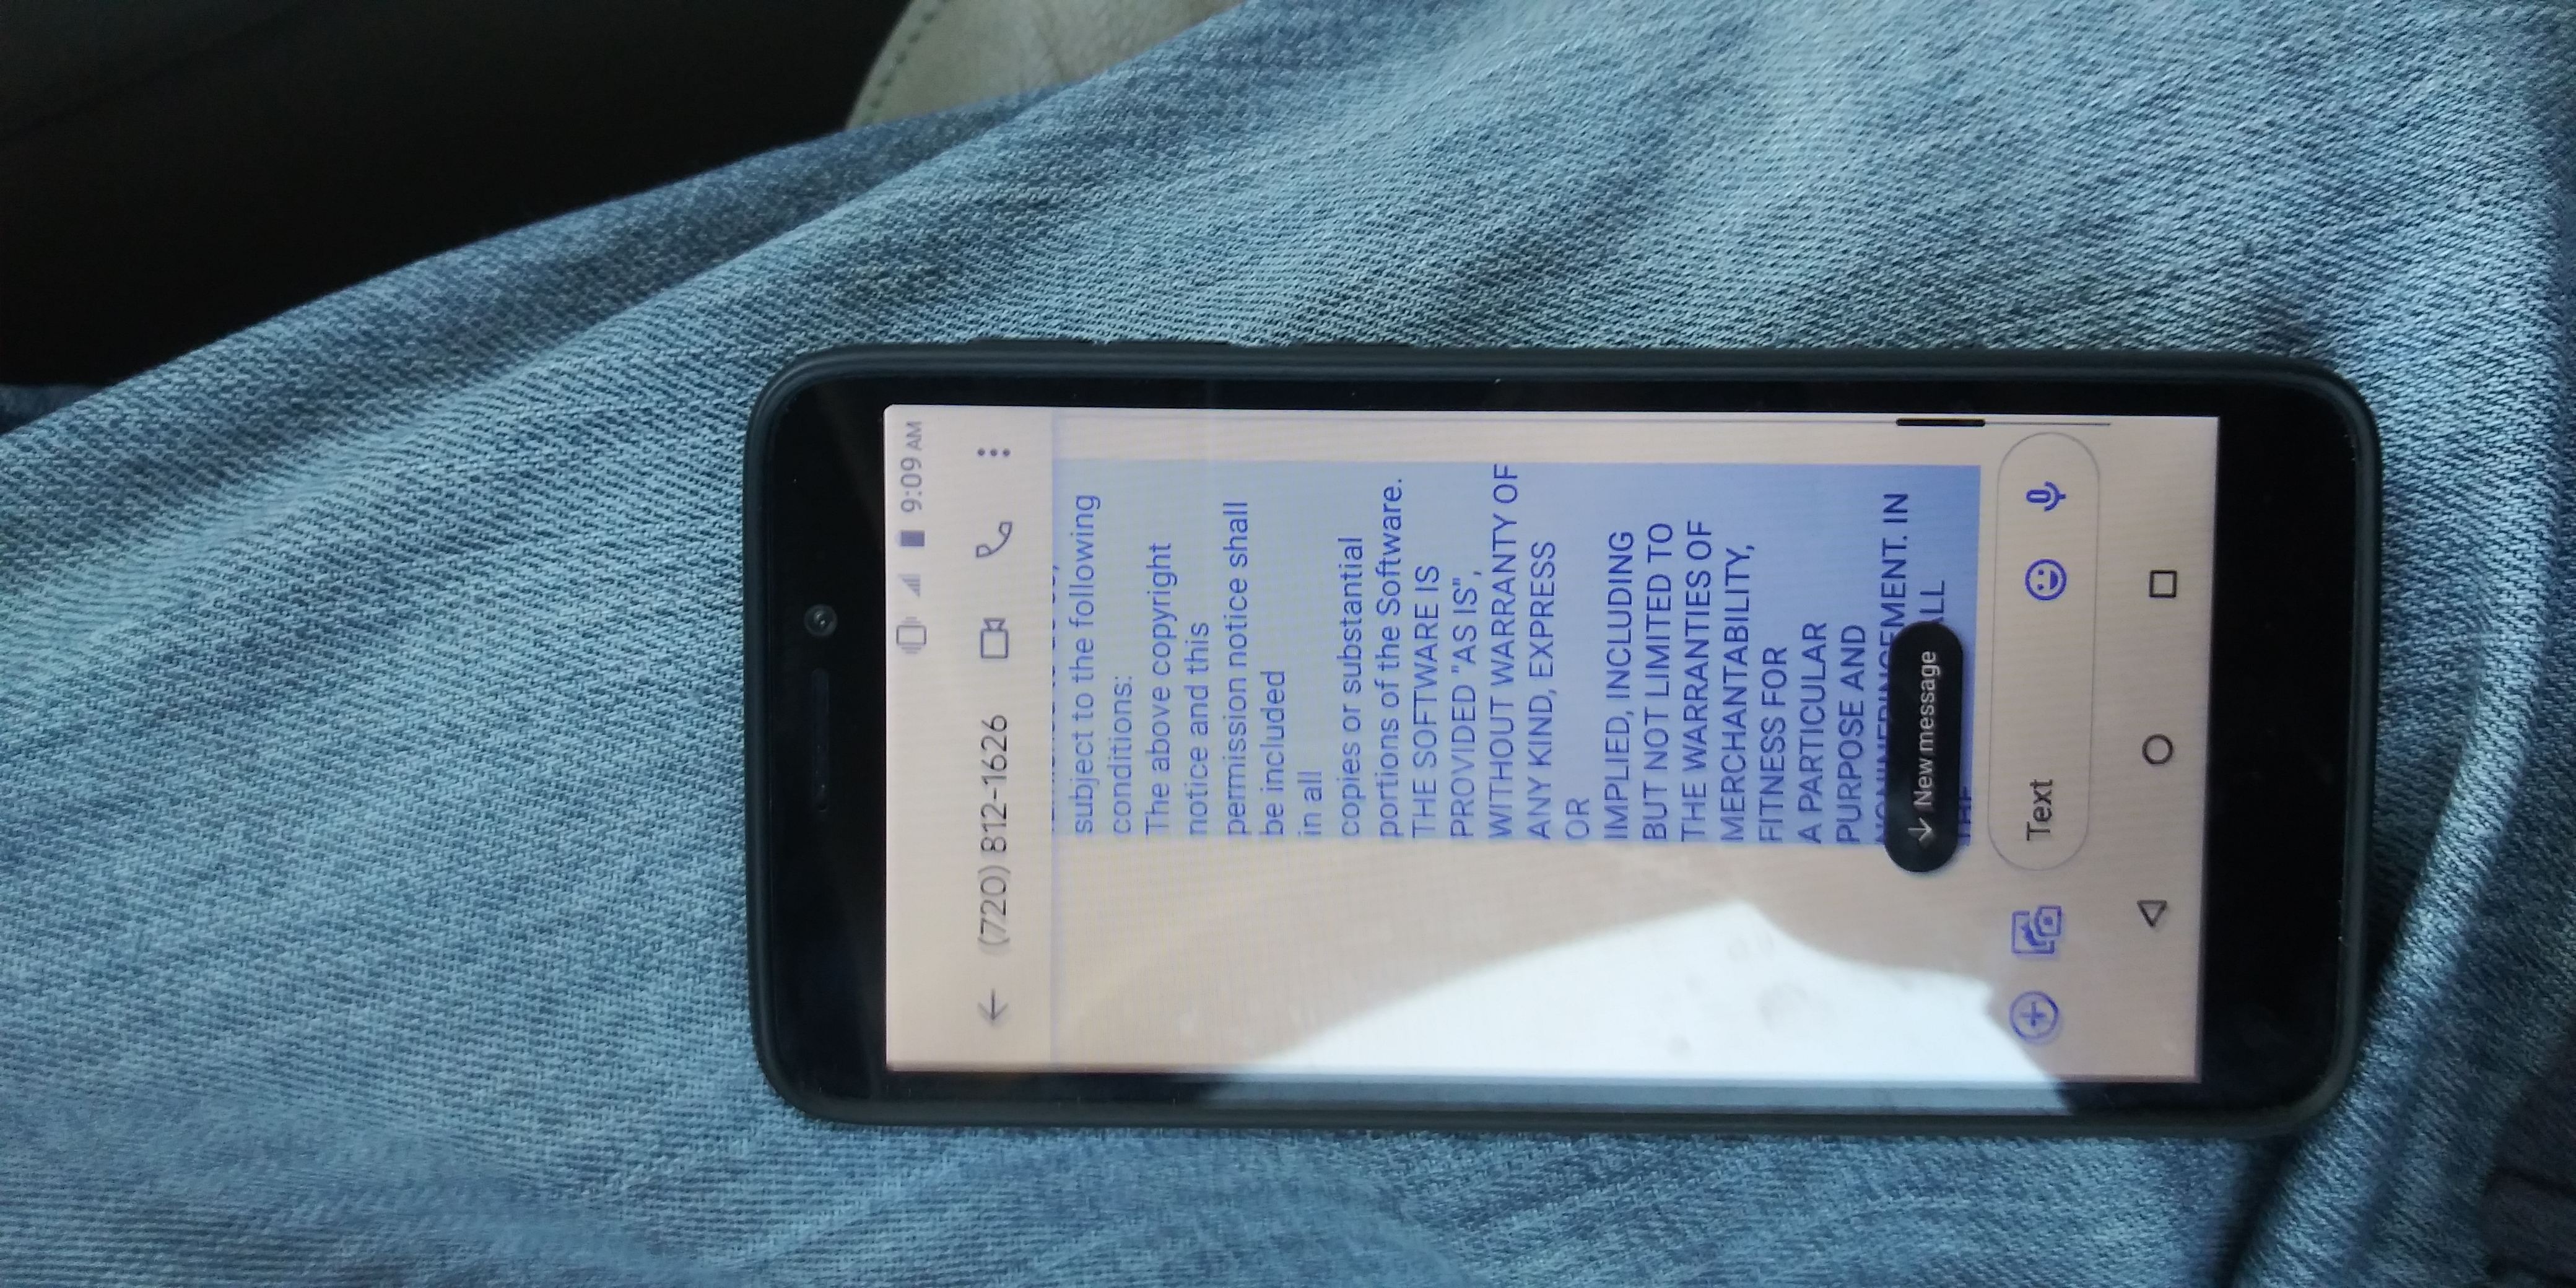 9:09 AM
(720) 812-1626
subject to the following
conditions:
The above copyright
notice and this
permission notice shall
be included
in all
copies or substantial
portions of the Software.
THE SOFTWARE IS
PROVIDED "AS IS",
WITHOUT WARRANTY OF
ANY KIND, EXPRESS
OR
IMPLIED, INCLUDING
BUT NOT LIMITED TO
THE WARRANTIES OF
MERCHANTABILITY,
FITNESS FOR
A PARTICULAR
PURPOSE AND
NONINFRINGEMENT. IN
New message
Text